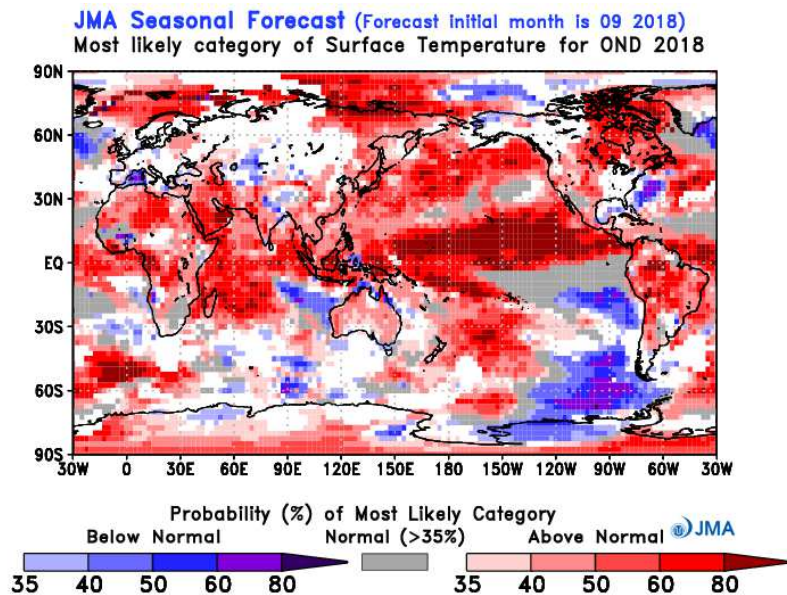 JMA Seasonal Forecast (Forecast initial month is 09 2018)
Most likely category of Surface Temperature for OND 2018
90N
60N
30N
EQ
30S
60S
90S
30W 0 30E 60E 90E 120E 150E 180 150W 120W 90W 60W 30W
Probability (%) of Most Likely Category
Below Normal Normal (>35%) Above Normal JMA
35 40 50 60 80 35 40 50 60 80